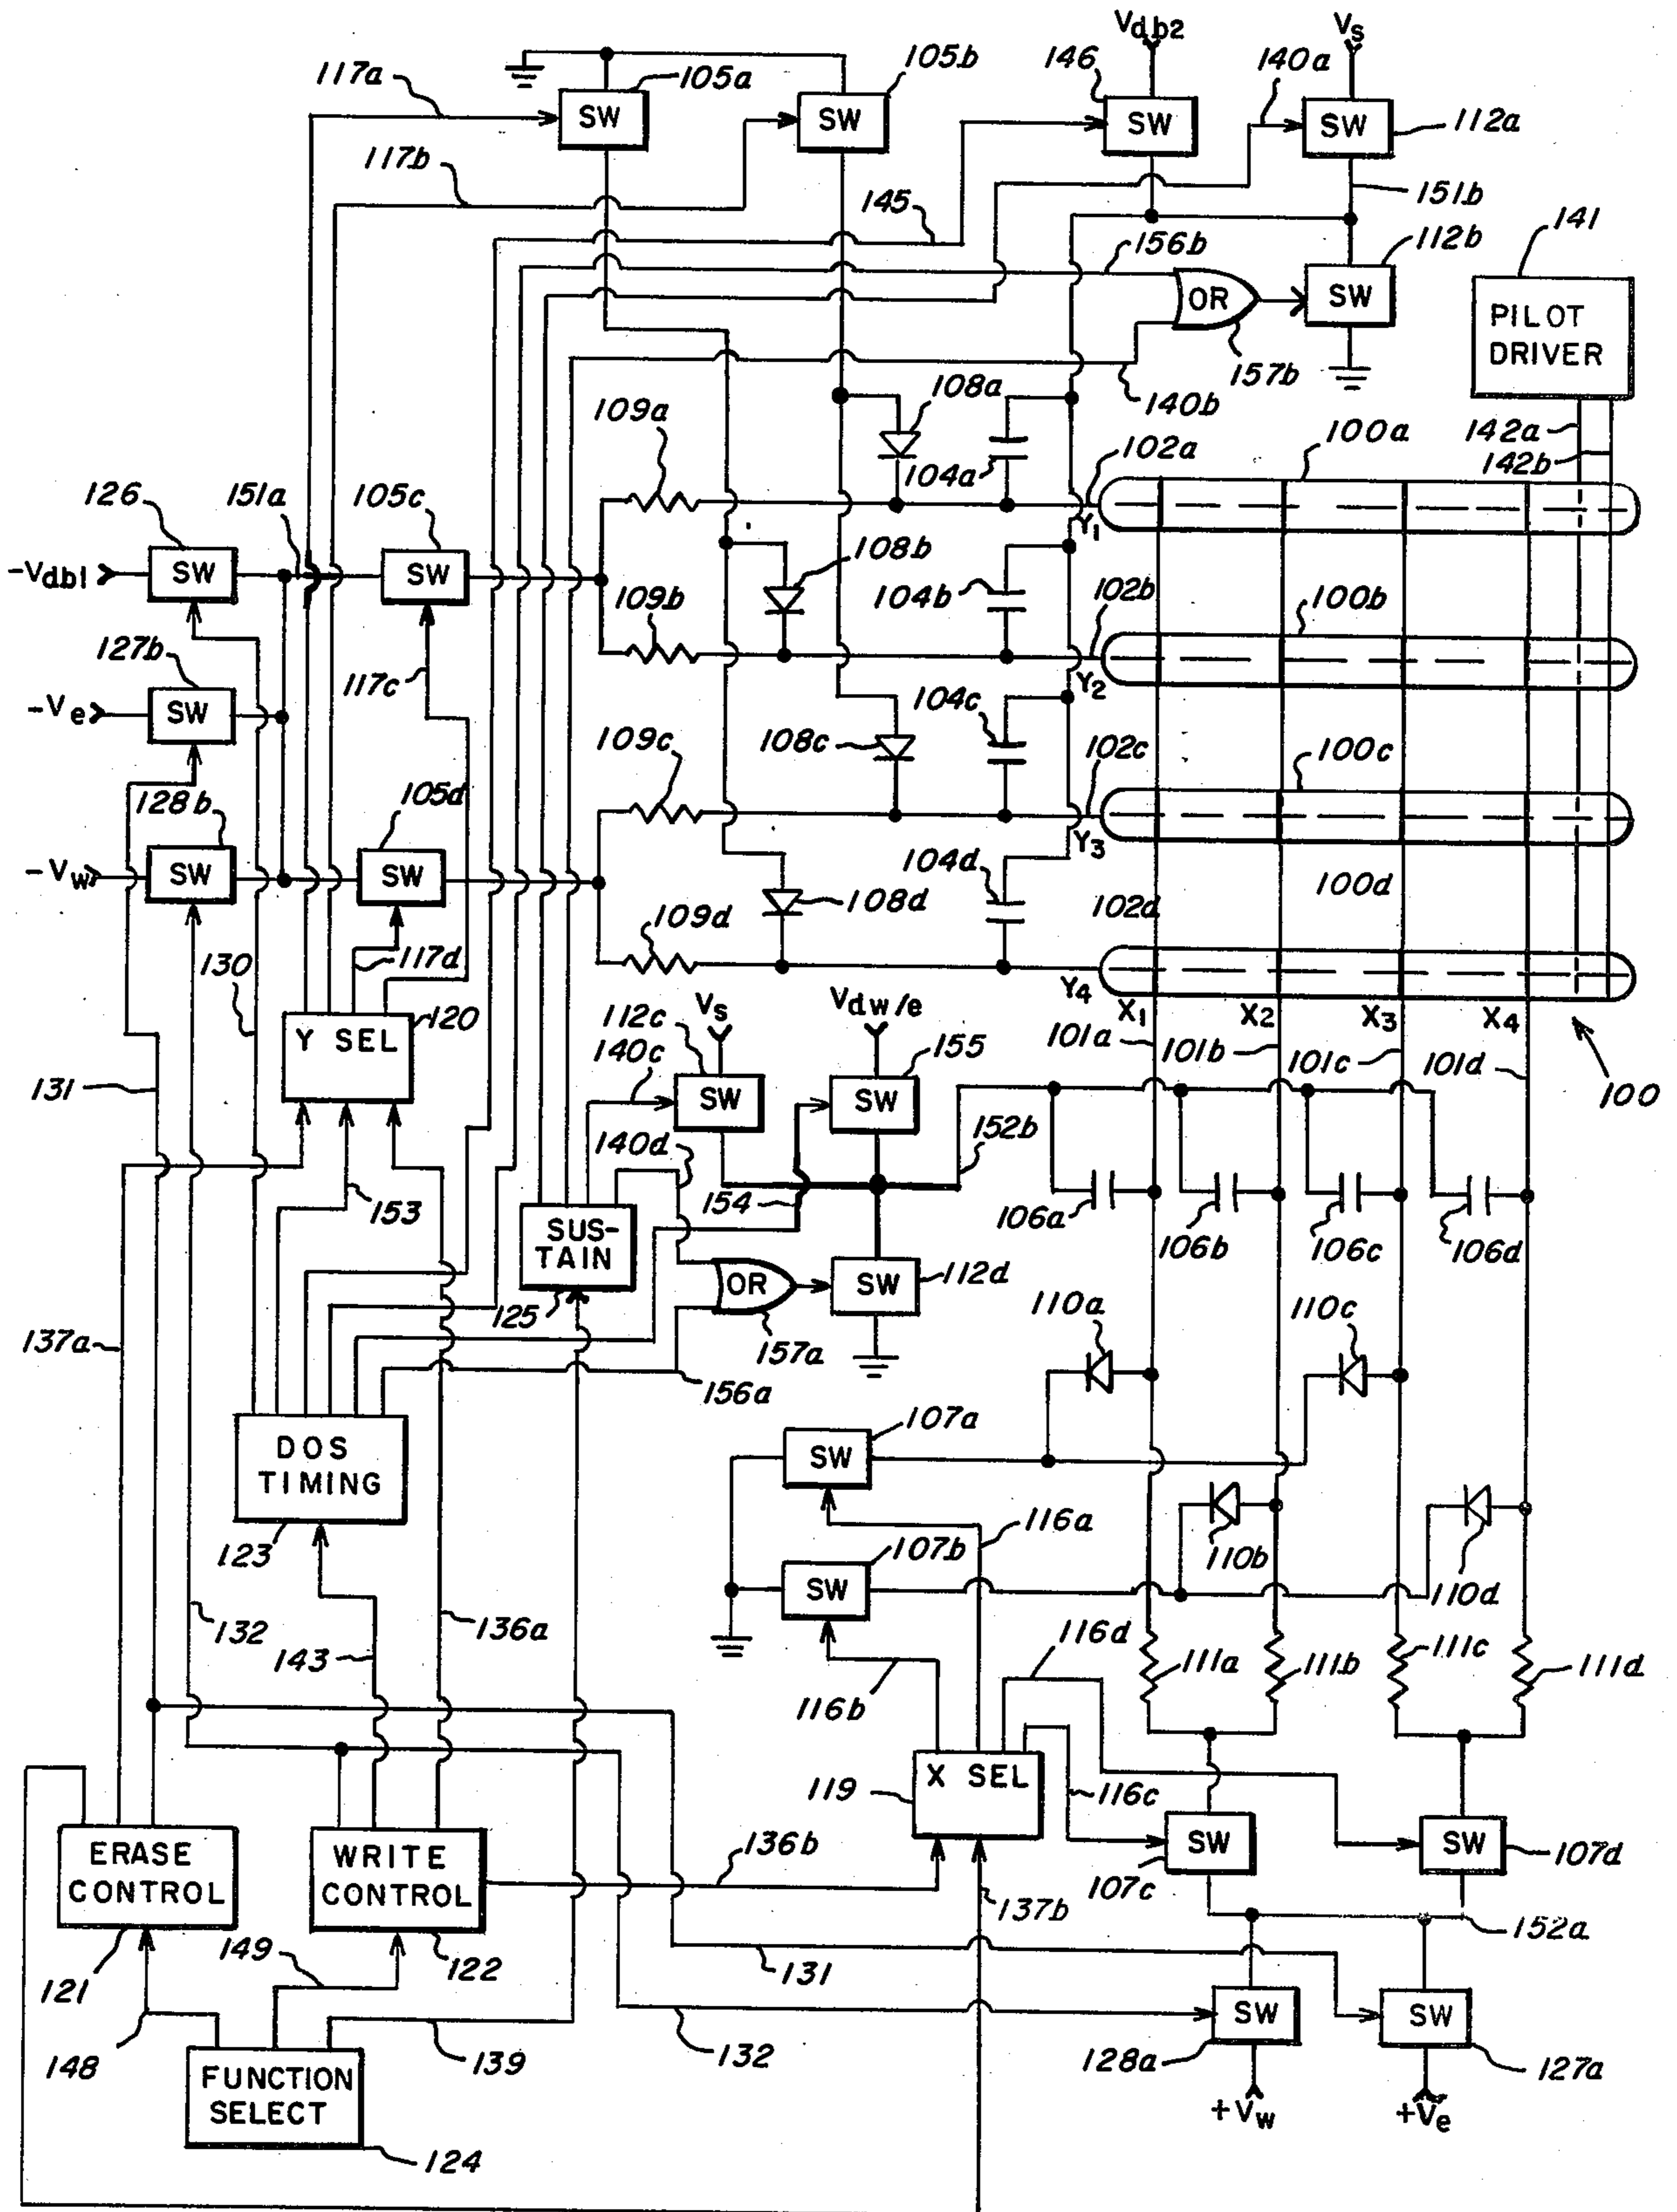 Vdb2
Vs
117a
105a
105b
146
140a
SW
SW
SW
SW
112a
117b
145
151b
156b
112b
141
OR
SW
PILOT
DRIVER
157b
140b
109a
108a
104a
102a
100a
142a
142b
126
151a
105c
Y1
-Vdb1
SW
SW
108b
109b
104b
102b
100b
127b
117c
Y2
-Ve
SW
109c
108c
104c
102c
100c
128b
105d
Y3
-Vw
SW
SW
104d
100d
108d
102d
109d
130
117d
Y4
X1
X2
X3
X4
120
Y SEL
112c
Vs
Vdw/e
101a
101b
101c
101d
140c
155
131
SW
SW
100
140d
152b
153
154
106a
106b
106c
106d
SUS-
TAIN
OR
SW
112d
125
110a
110c
137a
157a
156a
107a
DOS
TIMING
SW
116a
123
107b
110b
SW
110d
132
136a
143
116d
111a
111b
111c
111d
116b
X SEL
119
116c
ERASE
CONTROL
WRITE
CONTROL
136b
SW
SW
107d
107c
137b
149
152a
121
122
131
SW
SW
148
139
132
128a
127a
FUNCTION
SELECT
+Vw
+Ve
124